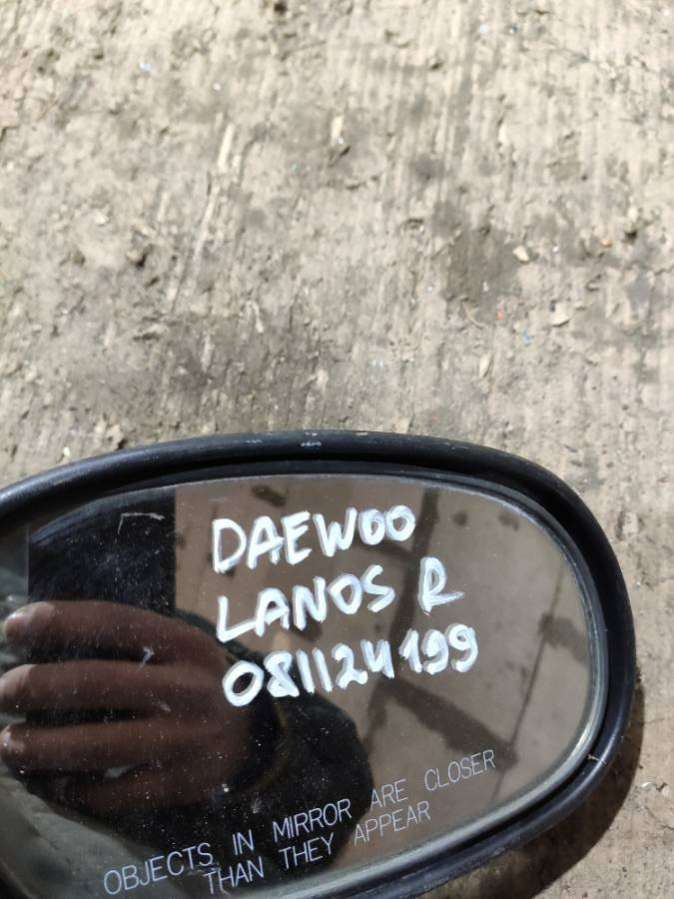 DAEWOO
LANOS R
081124199
OBJECTS IN MIRROR ARE CLOSER
THAN THEY APPEAR